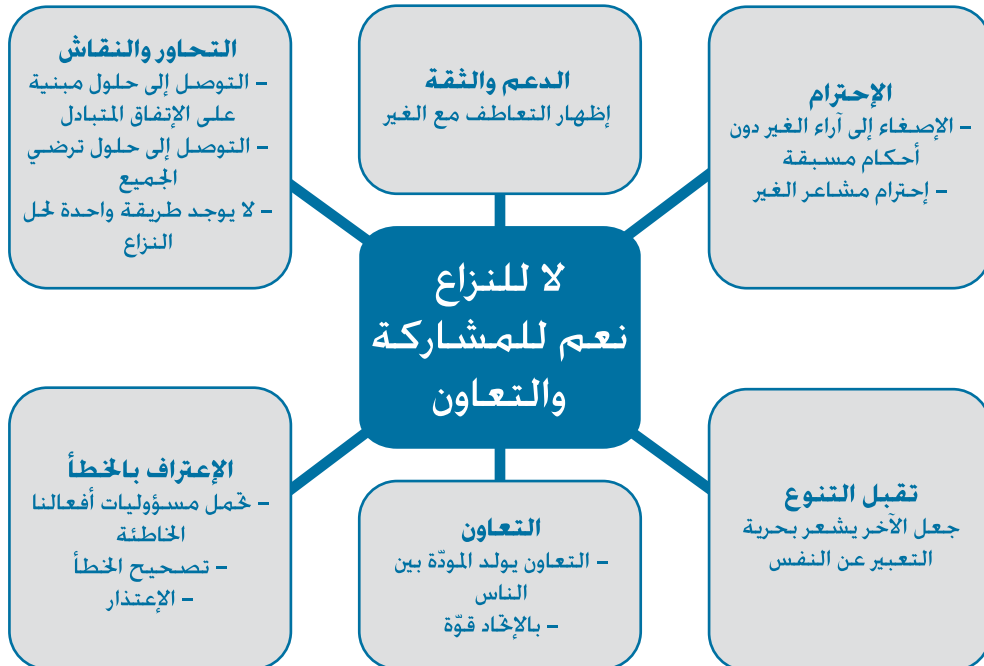 الإحترام
– الإصغاء إلى آراء الغير دون
أحكام مسبقة
– إحترام مشاعر الغير
الدعم والثقة
إظهار التعاطف مع الغير
التحاور والنقاش
– التوصل إلى حلول مبنية
على الإتفاق المتبادل
– التوصل إلى حلول ترضي
الجميع
– لا يوجد طريقة واحدة لحل
النزاع
لا للنزاع
نعم للمشاركة
والتعاون
تقبل التنوع
جعل الآخر يشعر بحرية
التعبير عن النفس
التعاون
– التعاون يولد المودّة بين
الناس
– بالإتحاد قوّة
الإعتراف بالخطأ
– تحمل مسؤوليات أفعالنا
الخاطئة
– تصحيح الخطأ
– الإعتذار